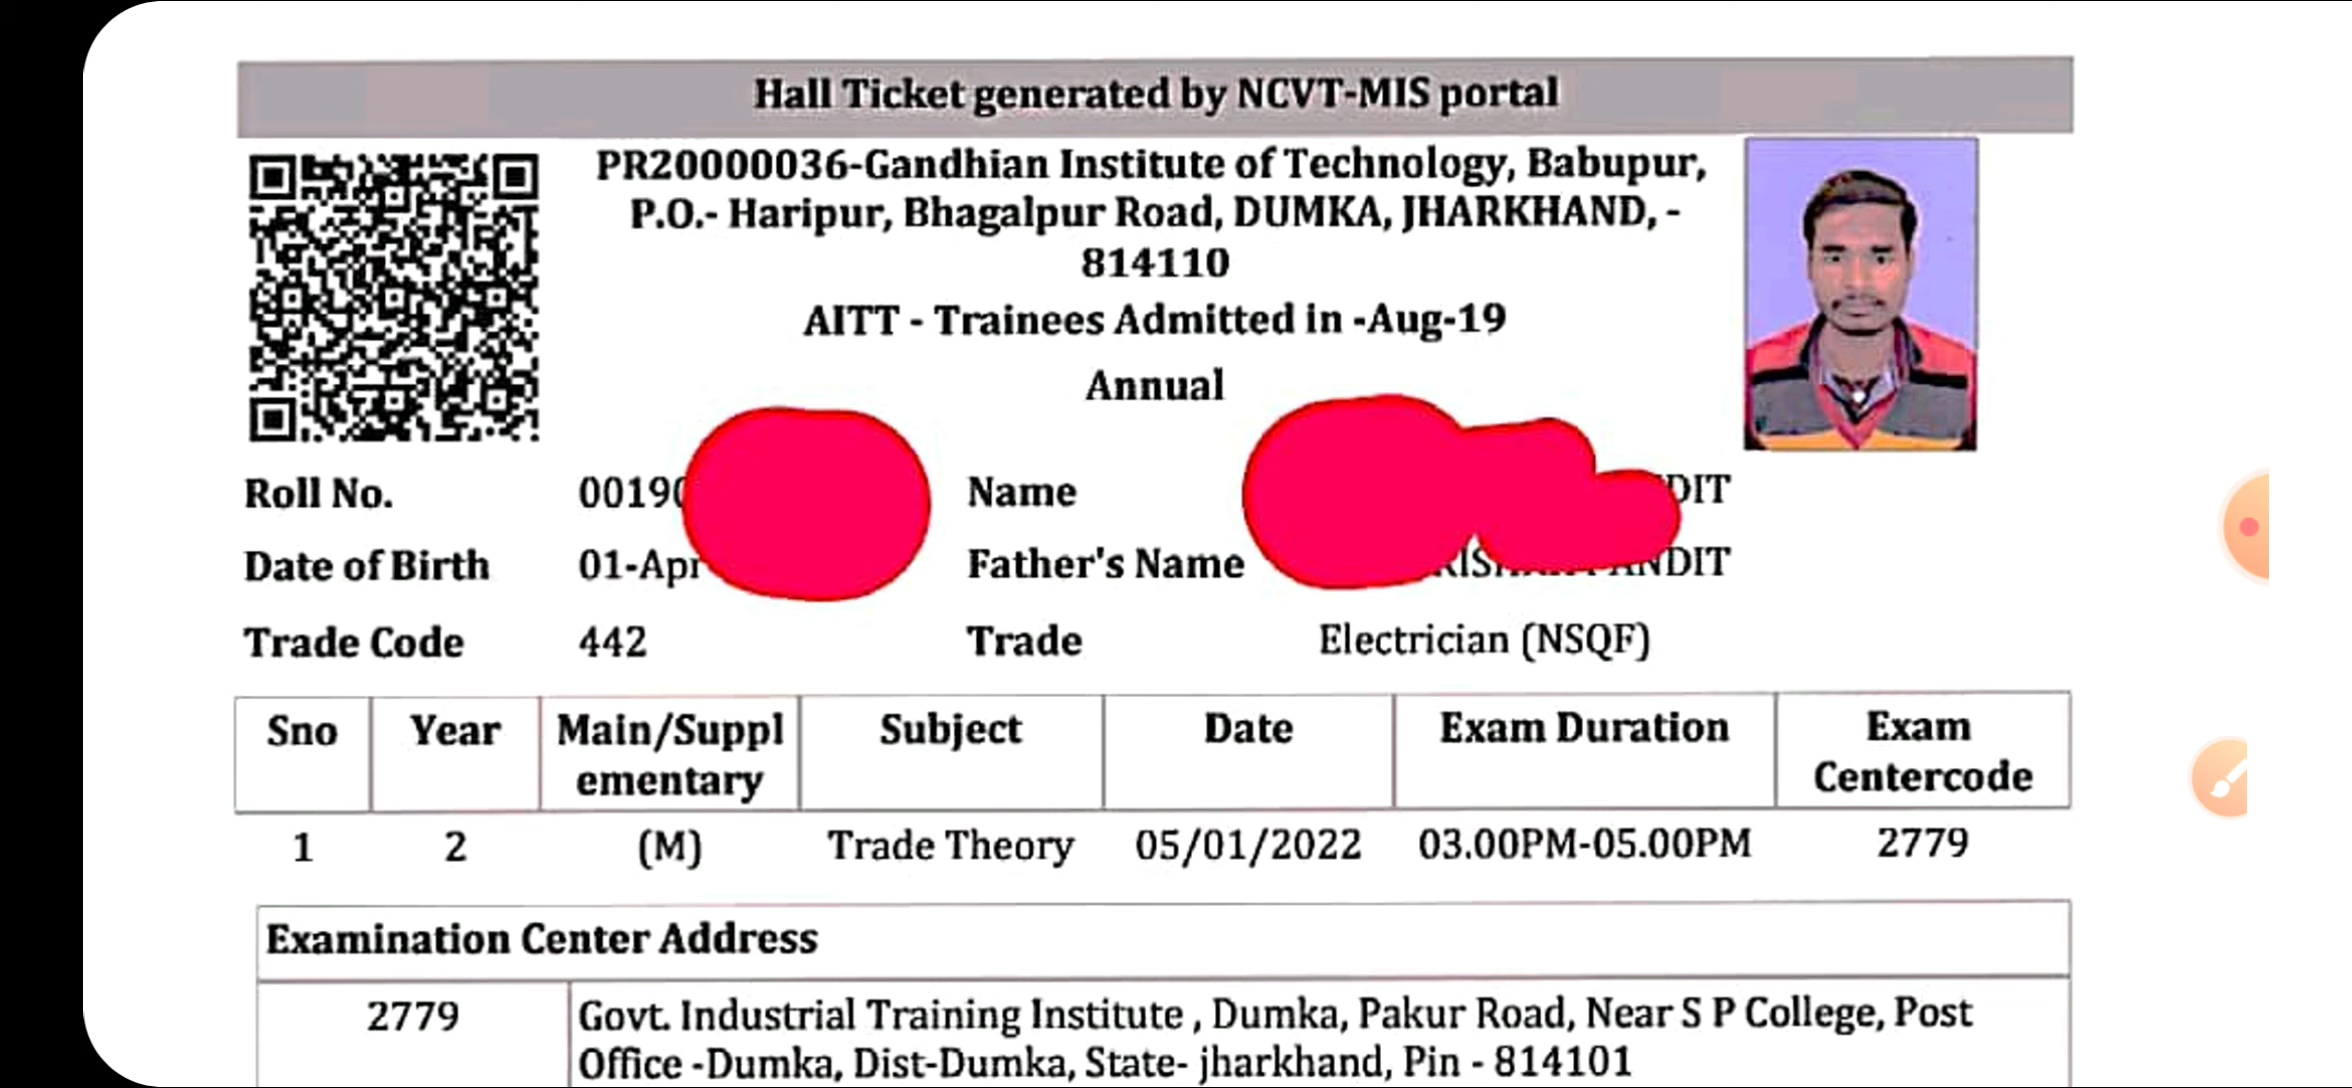 Hall Ticket generated by NCVT-MIS portal
PR20000036-Gandhian Institute of Technology, Babupur,
P.O.- Haripur, Bhagalpur Road, DUMKA, JHARKHAND, -
814110
AITT - Trainees Admitted in -Aug-19
Annual
Roll No. Name
Date of Birth 01-Apr Father's Name
Trade Code 442 Trade Electrician (NSQF)
Sno Year Main/Suppl Subject Date Exam Duration Exam
ementary Centercode
1 2 (M) Trade Theory 05/01/2022 03.00PM-05.00PM 2779
Examination Center Address
2779 Govt. Industrial Training Institute , Dumka, Pakur Road, Near S P College, Post
Office -Dumka, Dist-Dumka, State- jharkhand, Pin - 814101